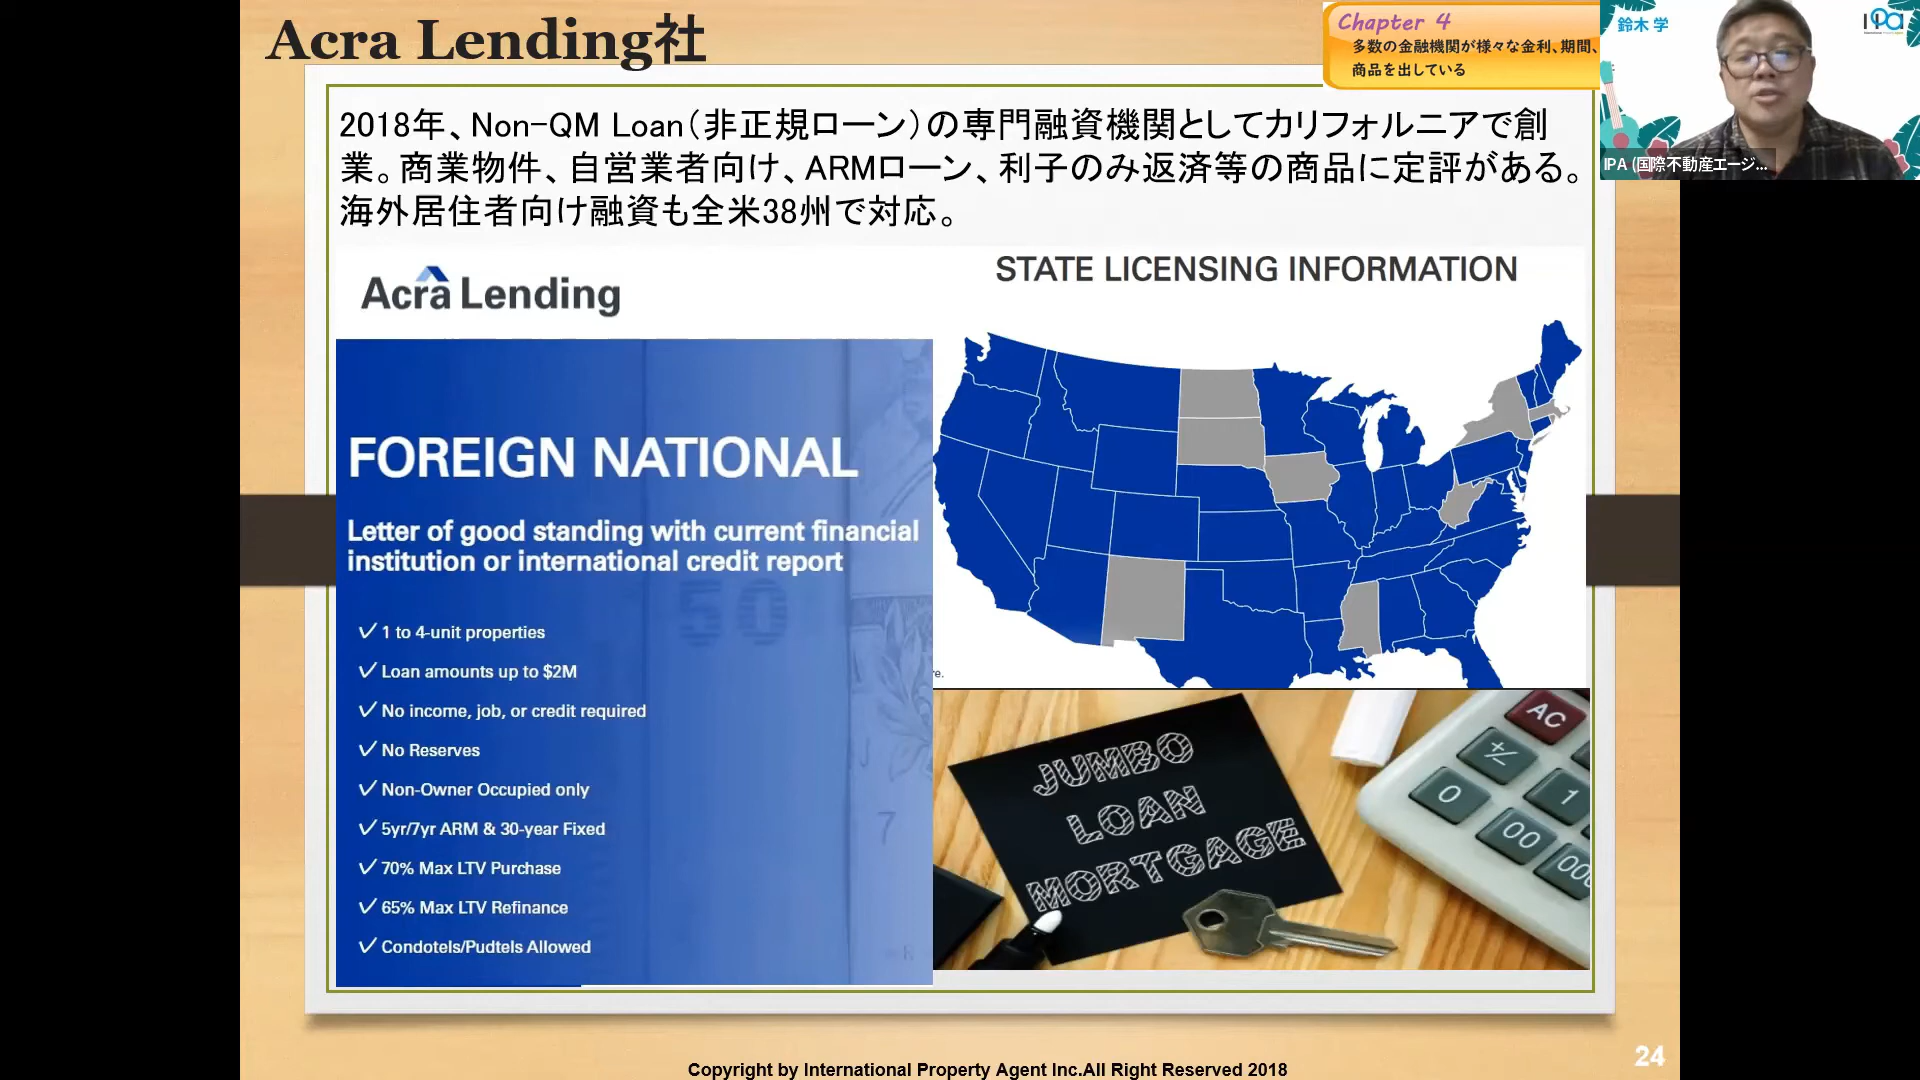 Acra Lending社
Chapter 4
多数の金融機関が様々な金利、期間、
商品を出している
鈴木 学
IPA
IPA (国際不動産エージ...
2018年、Non-QM Loan（非正規ローン）の専門融資機関としてカリフォルニアで創
業。商業物件、自営業者向け、ARMローン、利子のみ返済等の商品に定評がある。
海外居住者向け融資も全米38州で対応。
Acra Lending
STATE LICENSING INFORMATION
FOREIGN NATIONAL
Letter of good standing with current financial
institution or international credit report
✓ 1 to 4-unit properties
✓ Loan amounts up to $2M
✓ No income, job, or credit required
✓ No Reserves
✓ Non-Owner Occupied only
✓ 5yr/7yr ARM & 30-year Fixed
✓ 70% Max LTV Purchase
✓ 65% Max LTV Refinance
✓ Condotels/Pudtels Allowed
50
7
re.
JUMBO
LOAN
MORTGAGE
AC
+/-
0
1
00
000
24
Copyright by International Property Agent Inc.All Right Reserved 2018